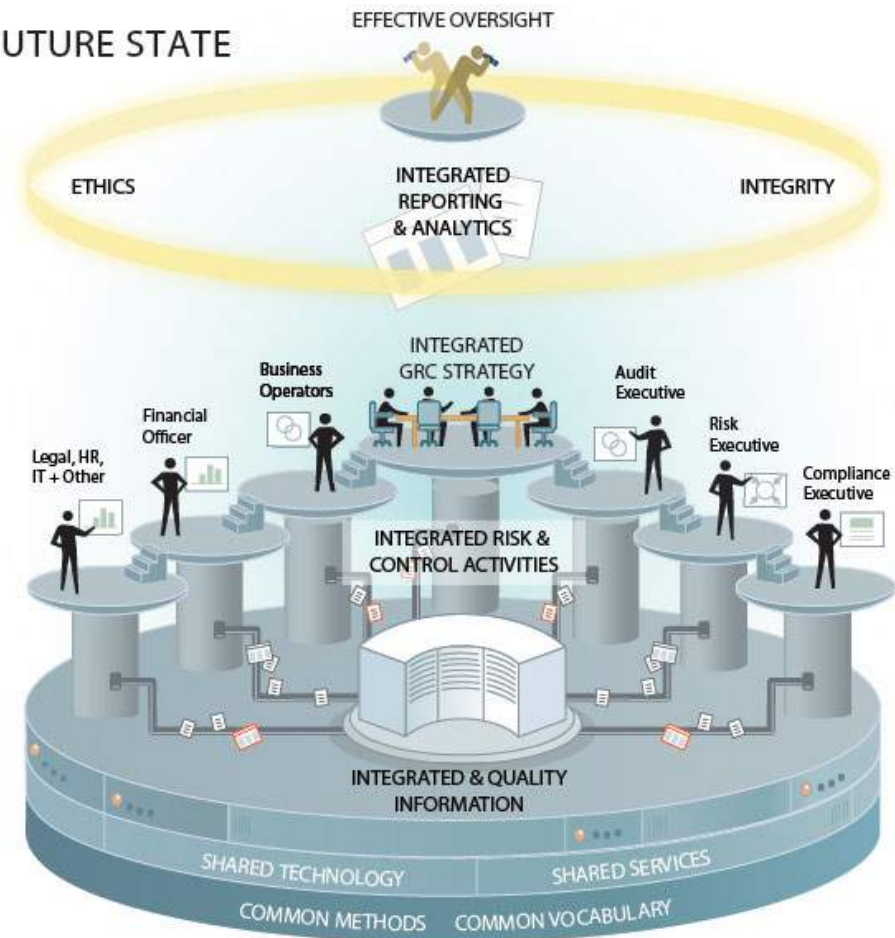 EFFECTIVE OVERSIGHT
UTURE STATE
ETHICS
INTEGRATED
REPORTING
& ANALYTICS
INTEGRITY
INTEGRATED
GRC STRATEGY
Business
Operators
Audit
Executive
Financial
Officer
Risk
Executive
Legal, HR,
IT + Other
Compliance
Executive
INTEGRATED RISK &
CONTROL ACTIVITIES
INTEGRATED & QUALITY
INFORMATION
SHARED TECHNOLOGY
SHARED SERVICES
COMMON METHODS
COMMON VOCABULARY